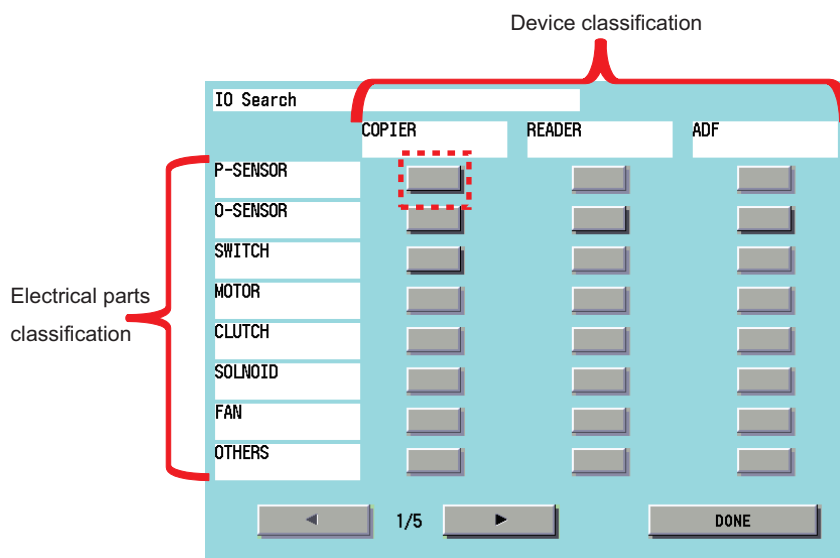 Device classification
IO Search
COPIER READER ADF
P-SENSOR
O-SENSOR
SWITCH
MOTOR
CLUTCH
SOLNOID
FAN
OTHERS
Electrical parts
classification
◄ 1/5 ► DONE